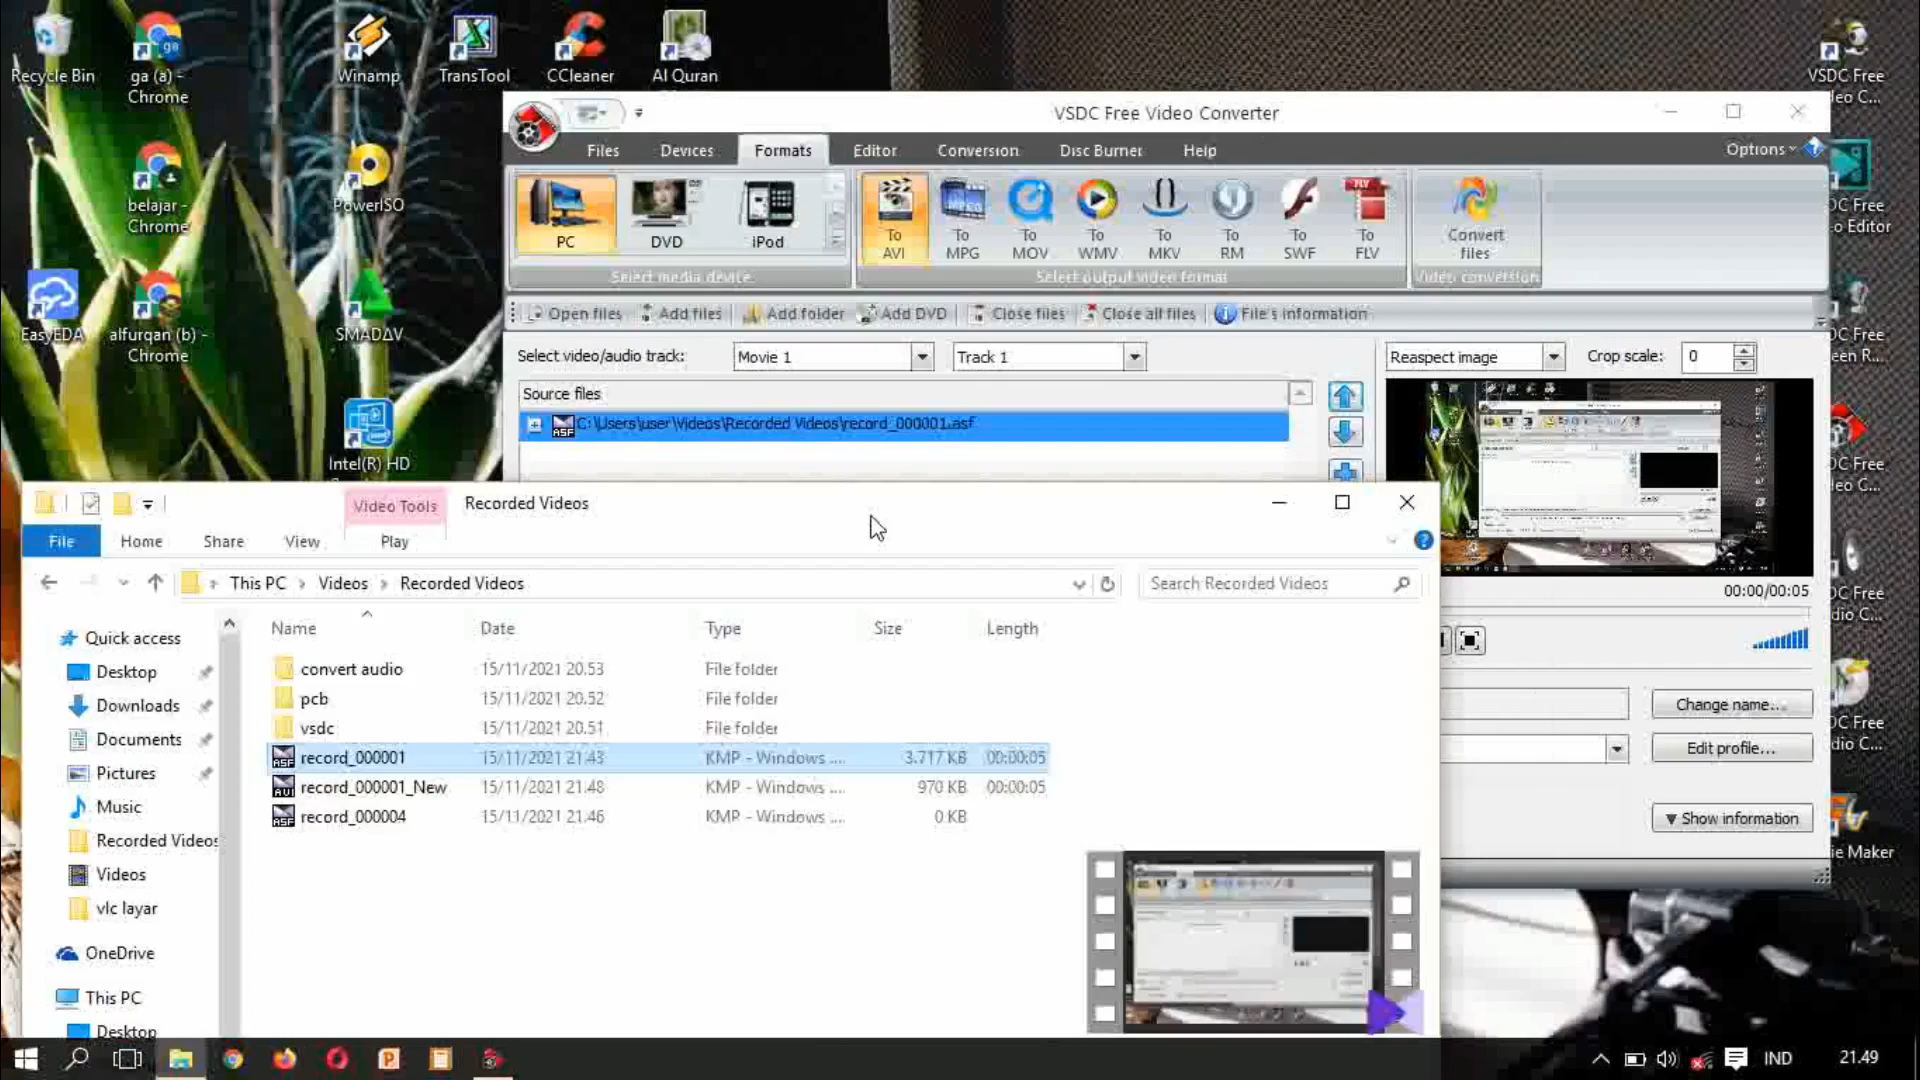 Recycle Bin
ga (a) -
Chrome
Winamp
TransTool
CCleaner
Al Quran
VSDC Free
belajar -
Chrome
PowerISO
EasyEDA
alfurqan (b) -
Chrome
SMADΔV
Intel(R) HD
VSDC Free Video Converter
Files
Devices
Formats
Editor
Conversion
Disc Burner
Help
Options
PC
DVD
iPod
Select media device
To
AVI
To
MPG
To
MOV
To
WMV
To
MKV
To
RM
To
SWF
FLV
To
FLV
Select output video format
Convert
files
Video conversion
Open files
Add files
Add folder
Add DVD
Close files
Close all files
File's information
Select video/audio track:
Movie 1
Track 1
Reaspect image
Crop scale:
0
Source files
ASF
C:\Users\user\Videos\Recorded Videos\record_000001.asf
00:00/00:05
Change name...
Edit profile...
▼ Show information
Video Tools
Recorded Videos
File
Home
Share
View
Play
This PC
Videos
Recorded Videos
Search Recorded Videos
Name
Date
Type
Size
Length
convert audio
15/11/2021 20.53
File folder
pcb
15/11/2021 20.52
File folder
vsdc
15/11/2021 20.51
File folder
ASF
record_000001
15/11/2021 21.43
KMP - Windows ....
3.717 KB
00:00:05
AVI
record_000001_New
15/11/2021 21.48
KMP - Windows ....
970 KB
00:00:05
ASF
record_000004
15/11/2021 21.46
KMP - Windows ....
0 KB
Quick access
Desktop
Downloads
Documents
Pictures
Music
Recorded Videos
Videos
vlc layar
OneDrive
This PC
Desktop
IND
21.49